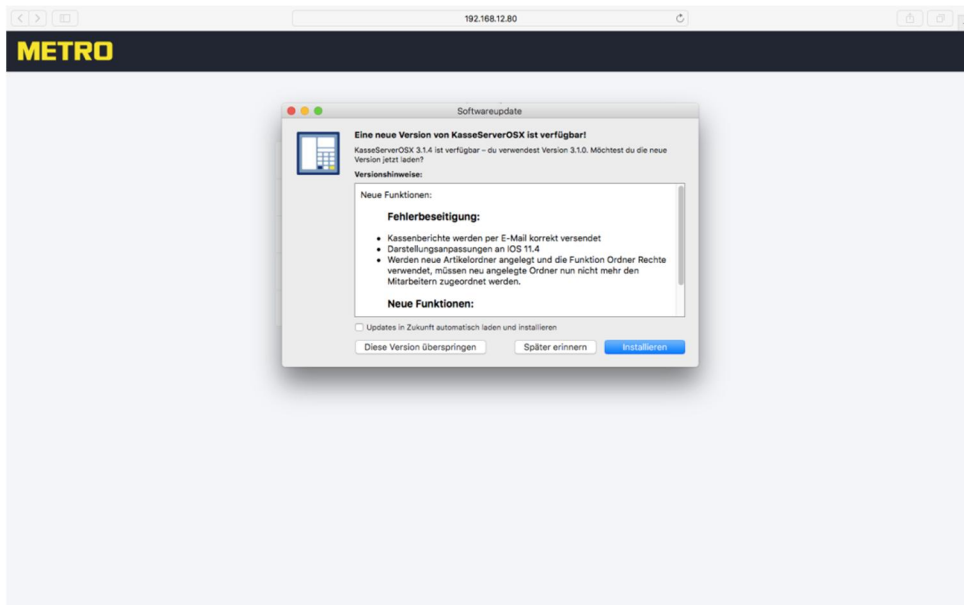 192.168.12.80
METRO
Softwareupdate
Eine neue Version von KasseServerOSX ist verfügbar!
KasseServerOSX 3.1.4 ist verfügbar – du verwendest Version 3.1.0. Möchtest du die neue
Version jetzt laden?
Versionshinweise:
Neue Funktionen:
Fehlerbeseitigung:
• Kassenberichte werden per E-Mail korrekt versendet
• Darstellungsanpassungen an IOS 11.4
• Werden neue Artikelordner angelegt und die Funktion Ordner Rechte
verwendet, müssen neu angelegte Ordner nun nicht mehr den
Mitarbeitern zugeordnet werden.
Neue Funktionen:
Updates in Zukunft automatisch laden und installieren
Diese Version überspringen
Später erinnern
Installieren